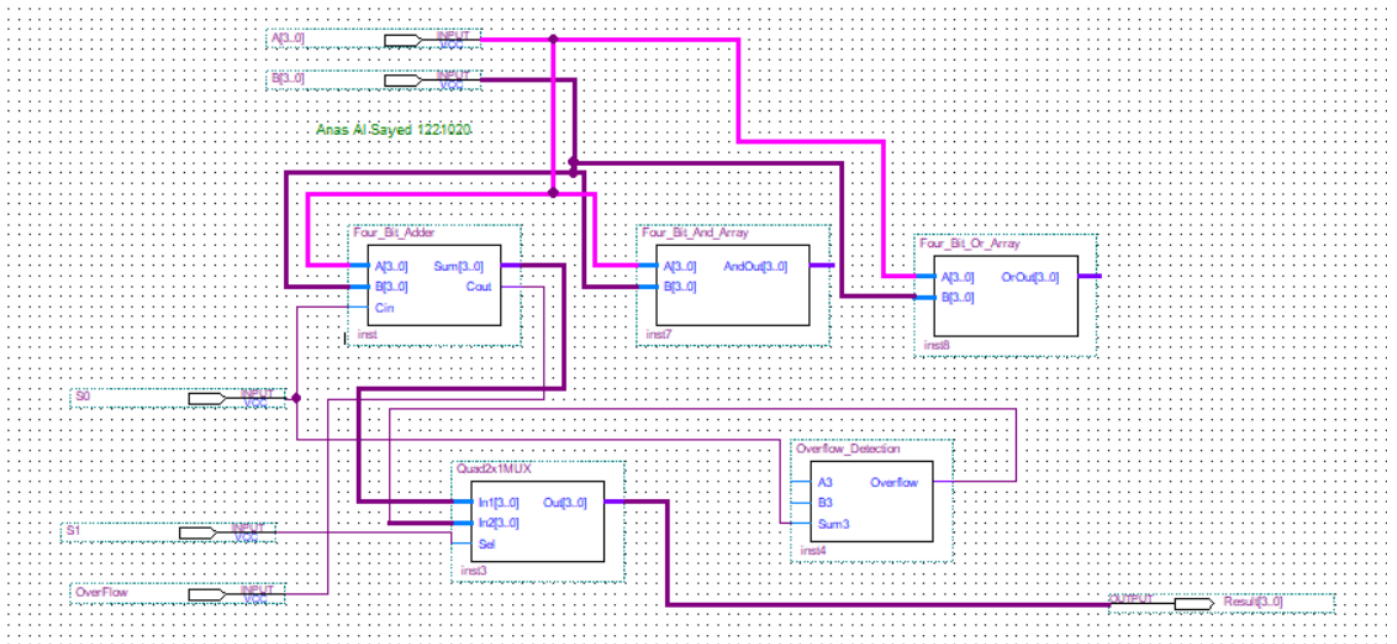 A[3..0] INPUT VCC
B[3..0] INPUT VCC
Anas Al Sayed 1221020
Four_Bit_Adder
A[3..0] Sum[3..0]
B[3..0] Cout
Cin
inst
Four_Bit_And_Array
A[3..0] AndOut[3..0]
B[3..0]
inst7
Four_Bit_Or_Array
A[3..0] OrOut[3..0]
B[3..0]
inst8
S0 INPUT VCC
Overflow_Detection
A3 Overflow
B3
Sum3
inst4
Quad2x1MUX
In1[3..0] Out[3..0]
In2[3..0]
Sel
inst3
S1 INPUT VCC
OverFlow INPUT VCC
OUTPUT Result[3..0]